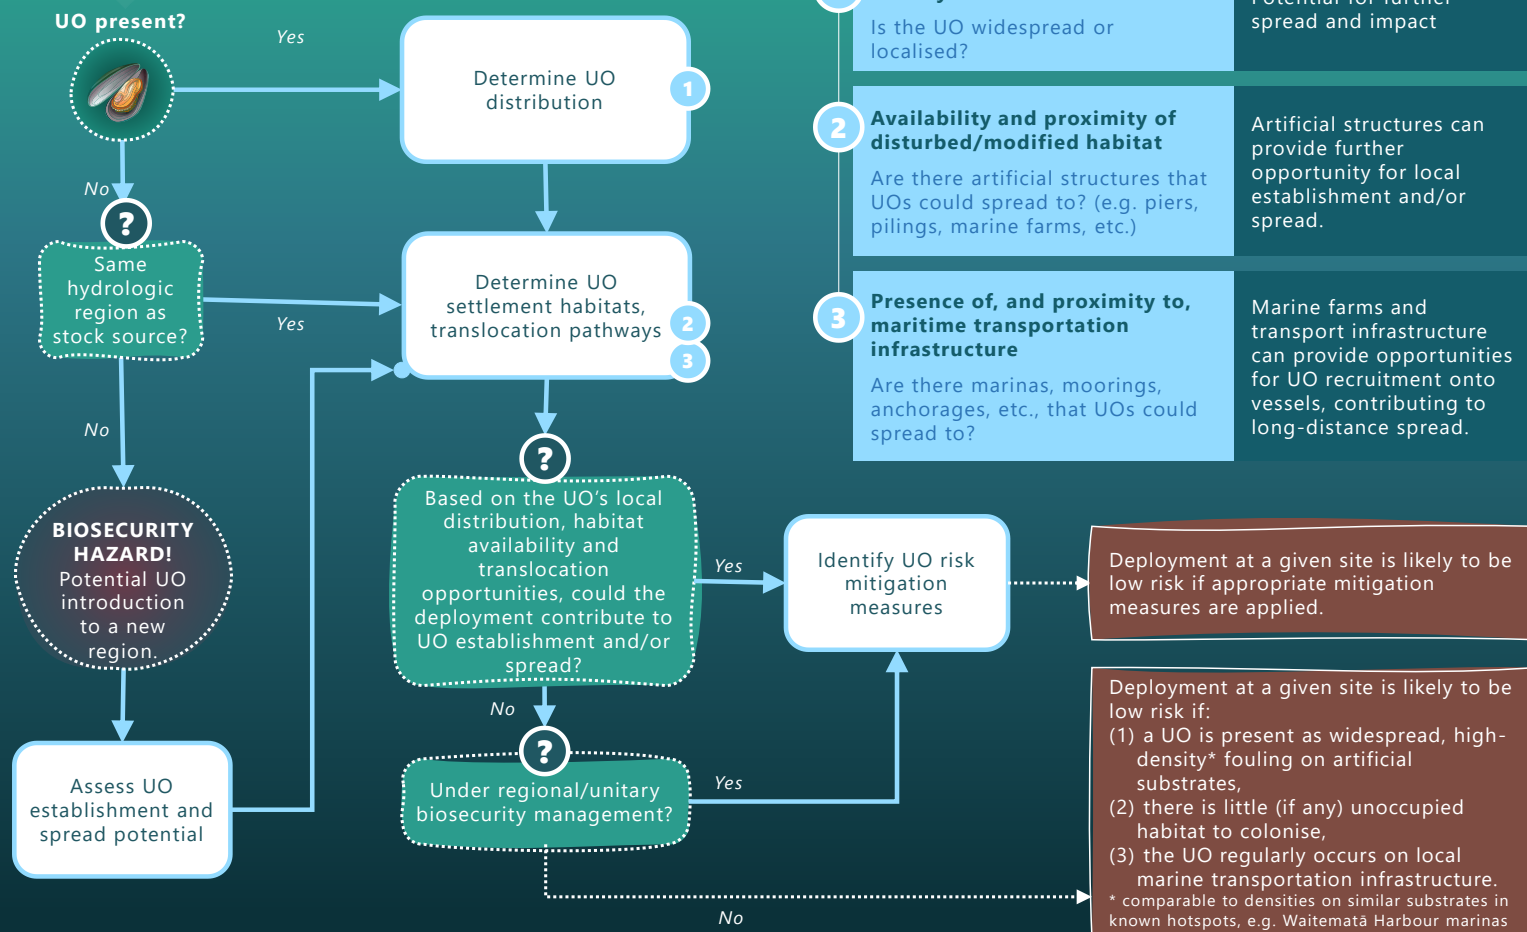 UO present?
Yes
Determine UO
distribution
1
No
?
Same
hydrologic
region as
stock source?
Yes
Determine UO
settlement habitats,
translocation pathways
2
3
No
BIOSECURITY
HAZARD!
Potential UO
introduction
to a new
region.
Assess UO
establishment and
spread potential
?
Based on the UO's local
distribution, habitat
availability and
translocation
opportunities, could the
deployment contribute to
UO establishment and/or
spread?
Yes
Identify UO risk
mitigation
measures
No
?
Under regional/unitary
biosecurity management?
Yes
No
Is the UO widespread or
localised?
spread and impact
2
Availability and proximity of
disturbed/modified habitat
Are there artificial structures that
UOs could spread to? (e.g. piers,
pilings, marine farms, etc.)
Artificial structures can
provide further
opportunity for local
establishment and/or
spread.
3
Presence of, and proximity to,
maritime transportation
infrastructure
Are there marinas, moorings,
anchorages, etc., that UOs could
spread to?
Marine farms and
transport infrastructure
can provide opportunities
for UO recruitment onto
vessels, contributing to
long-distance spread.
Deployment at a given site is likely to be
low risk if appropriate mitigation
measures are applied.
Deployment at a given site is likely to be
low risk if:
(1) a UO is present as widespread, high-
density* fouling on artificial
substrates,
(2) there is little (if any) unoccupied
habitat to colonise,
(3) the UO regularly occurs on local
marine transportation infrastructure.
* comparable to densities on similar substrates in
known hotspots, e.g. Waitematā Harbour marinas